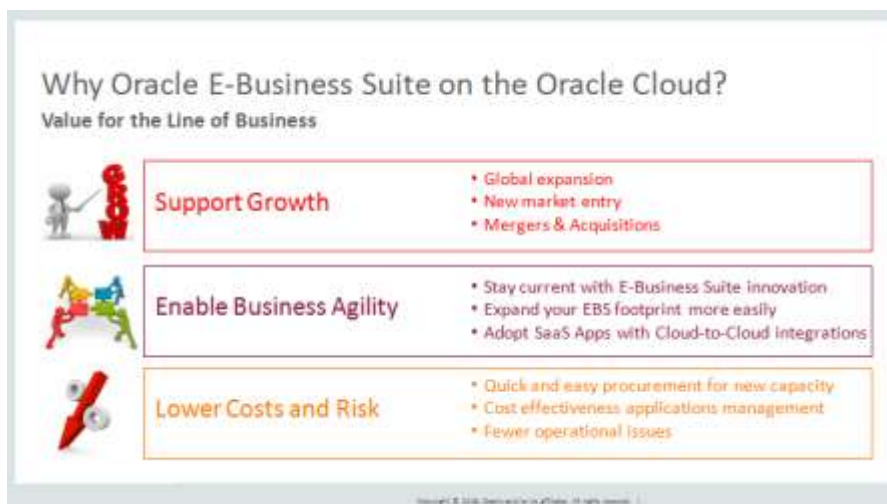 Why Oracle E-Business Suite on the Oracle Cloud?
Value for the Line of Business
GROW
Support Growth
• Global expansion
• New market entry
• Mergers & Acquisitions
Enable Business Agility
• Stay current with E-Business Suite innovation
• Expand your EBS footprint more easily
• Adopt SaaS Apps with Cloud-to-Cloud integrations
%
Lower Costs and Risk
• Quick and easy procurement for new capacity
• Cost effectiveness applications management
• Fewer operational issues